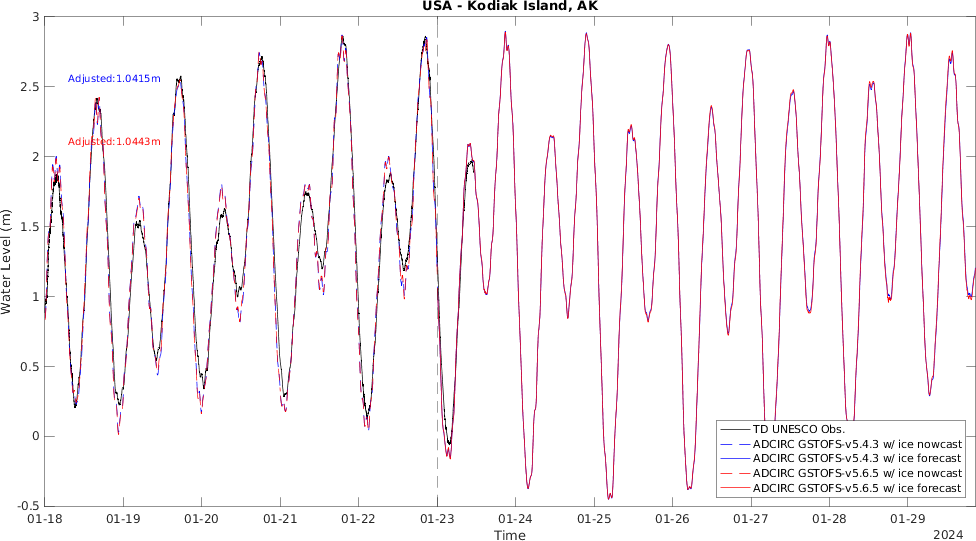 USA - Kodiak Island, AK
3
2.5
2
1.5
1
0.5
0
-0.5
Water Level (m)
Adjusted:1.0415m
Adjusted:1.0443m
TD UNESCO Obs.
ADCIRC GSTOFS-v5.4.3 w/ ice nowcast
ADCIRC GSTOFS-v5.4.3 w/ ice forecast
ADCIRC GSTOFS-v5.6.5 w/ ice nowcast
ADCIRC GSTOFS-v5.6.5 w/ ice forecast
01-18 01-19 01-20 01-21 01-22 01-23 01-24 01-25 01-26 01-27 01-28 01-29
Time
2024